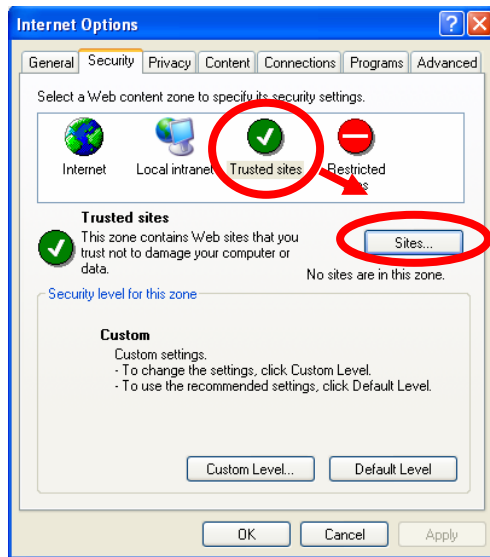 Internet Options
General Security Privacy Content Connections Programs Advanced
Select a Web content zone to specify its security settings.
Internet Local intranet Trusted sites Restricted
Trusted sites
This zone contains Web sites that you
trust not to damage your computer or
data.
Sites...
No sites are in this zone.
Security level for this zone
Custom
Custom settings.
- To change the settings, click Custom Level.
- To use the recommended settings, click Default Level.
Custom Level... Default Level
OK Cancel Apply